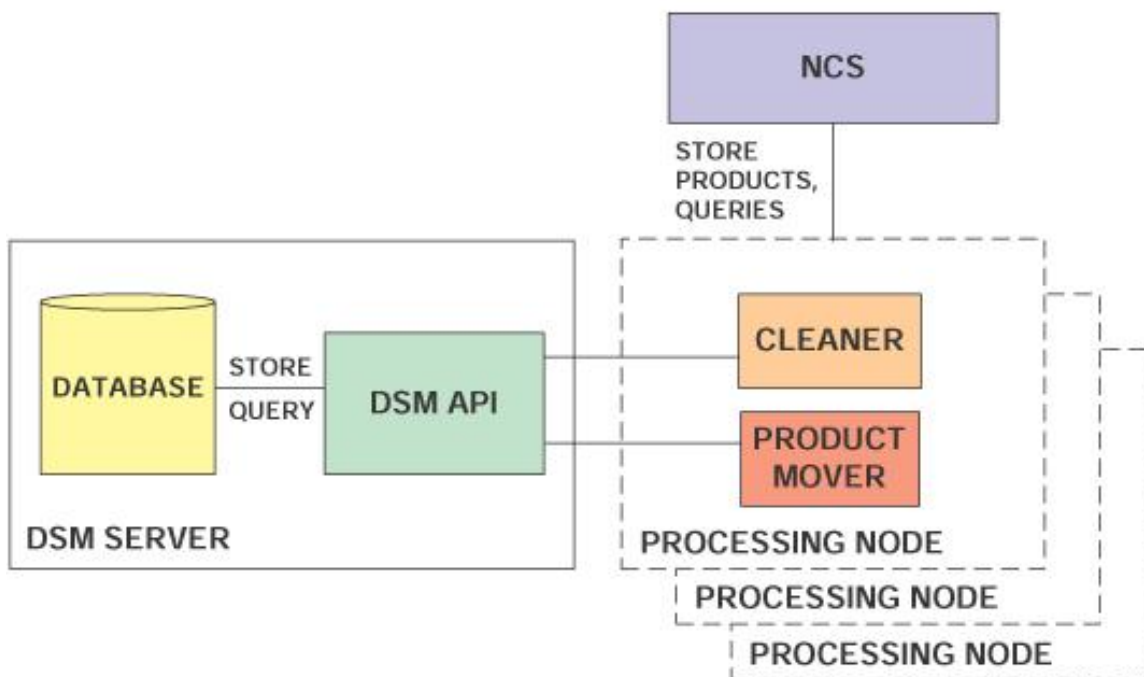 NCS
STORE
PRODUCTS,
QUERIES
DATABASE
STORE
QUERY
DSM API
DSM SERVER
CLEANER
PRODUCT
MOVER
PROCESSING NODE
PROCESSING NODE
PROCESSING NODE